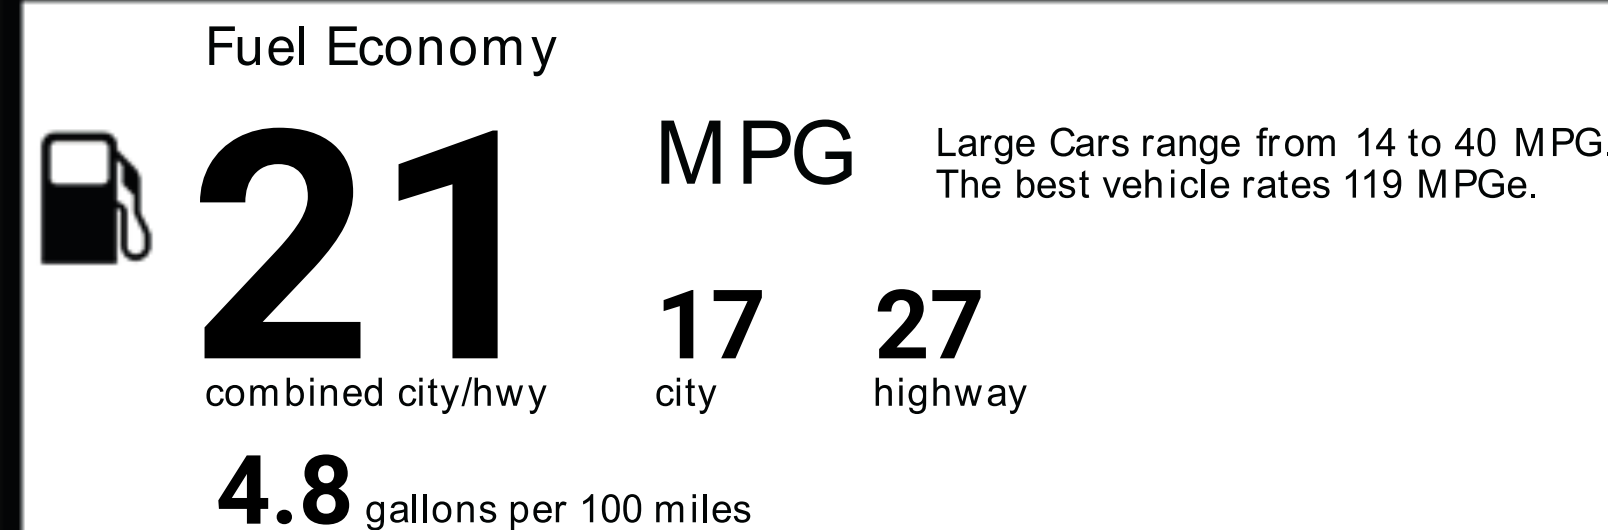 Fuel Economy
21 MPG
Large Cars range from 14 to 40 MPG.
The best vehicle rates 119 MPGe.
17 27
combined city/hwy city highway
4.8 gallons per 100 miles